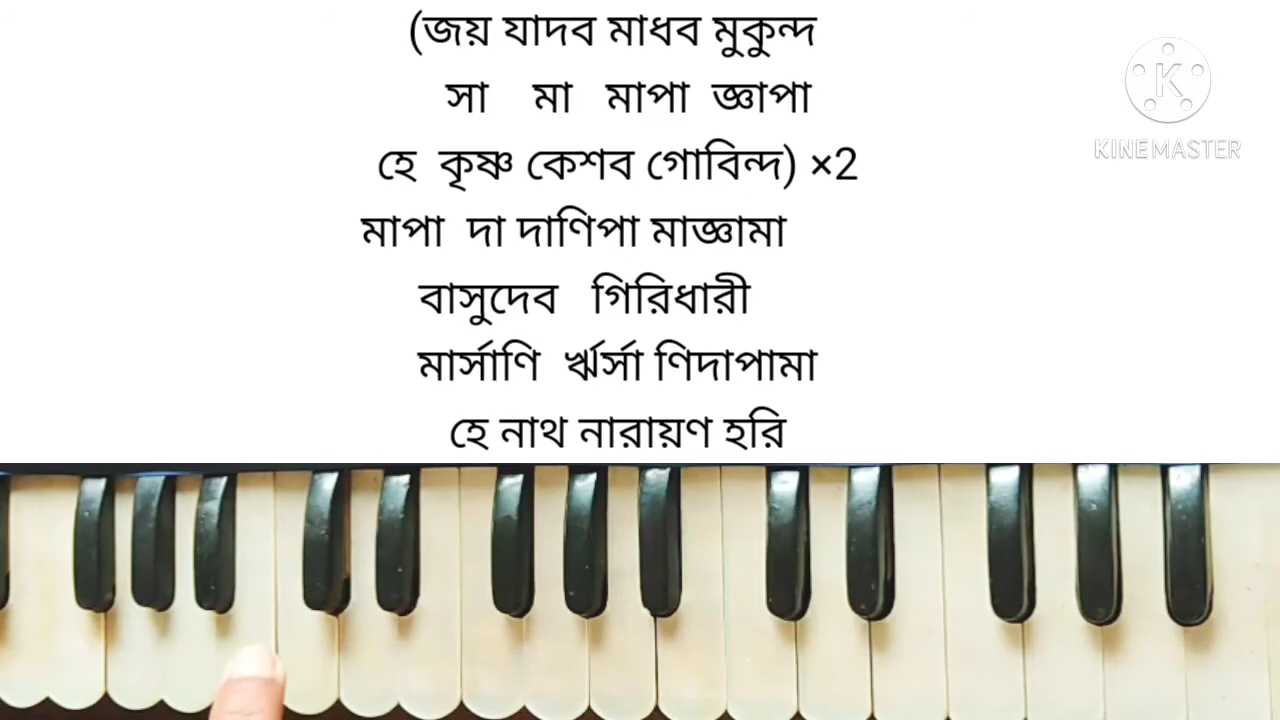 (জয় যাদব মাধব মুকুন্দ
সা মা মাপা জ্ঞাপা
হে কৃষ্ণ কেশব গোবিন্দ) ×2
মাপা দা দাণিপা মাজ্ঞামা
বাসুদেব গিরিধারী
মার্সাণি র্ঋর্সা ণিদাপামা
হে নাথ নারায়ণ হরি
K
KINEMASTER